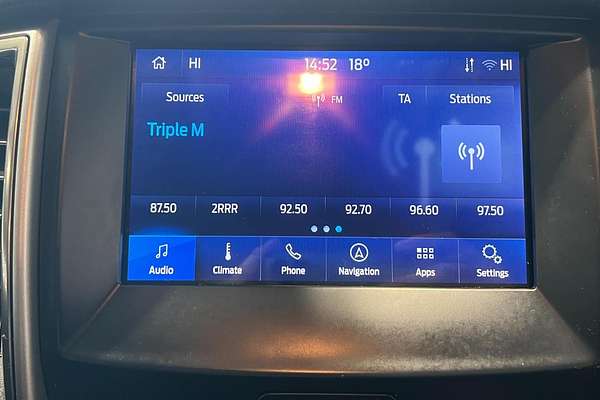 HI 14:52 18º HI
Sources FM TA Stations
Triple M
87.50 2RRR 92.50 92.70 96.60 97.50
Audio Climate Phone Navigation Apps Settings